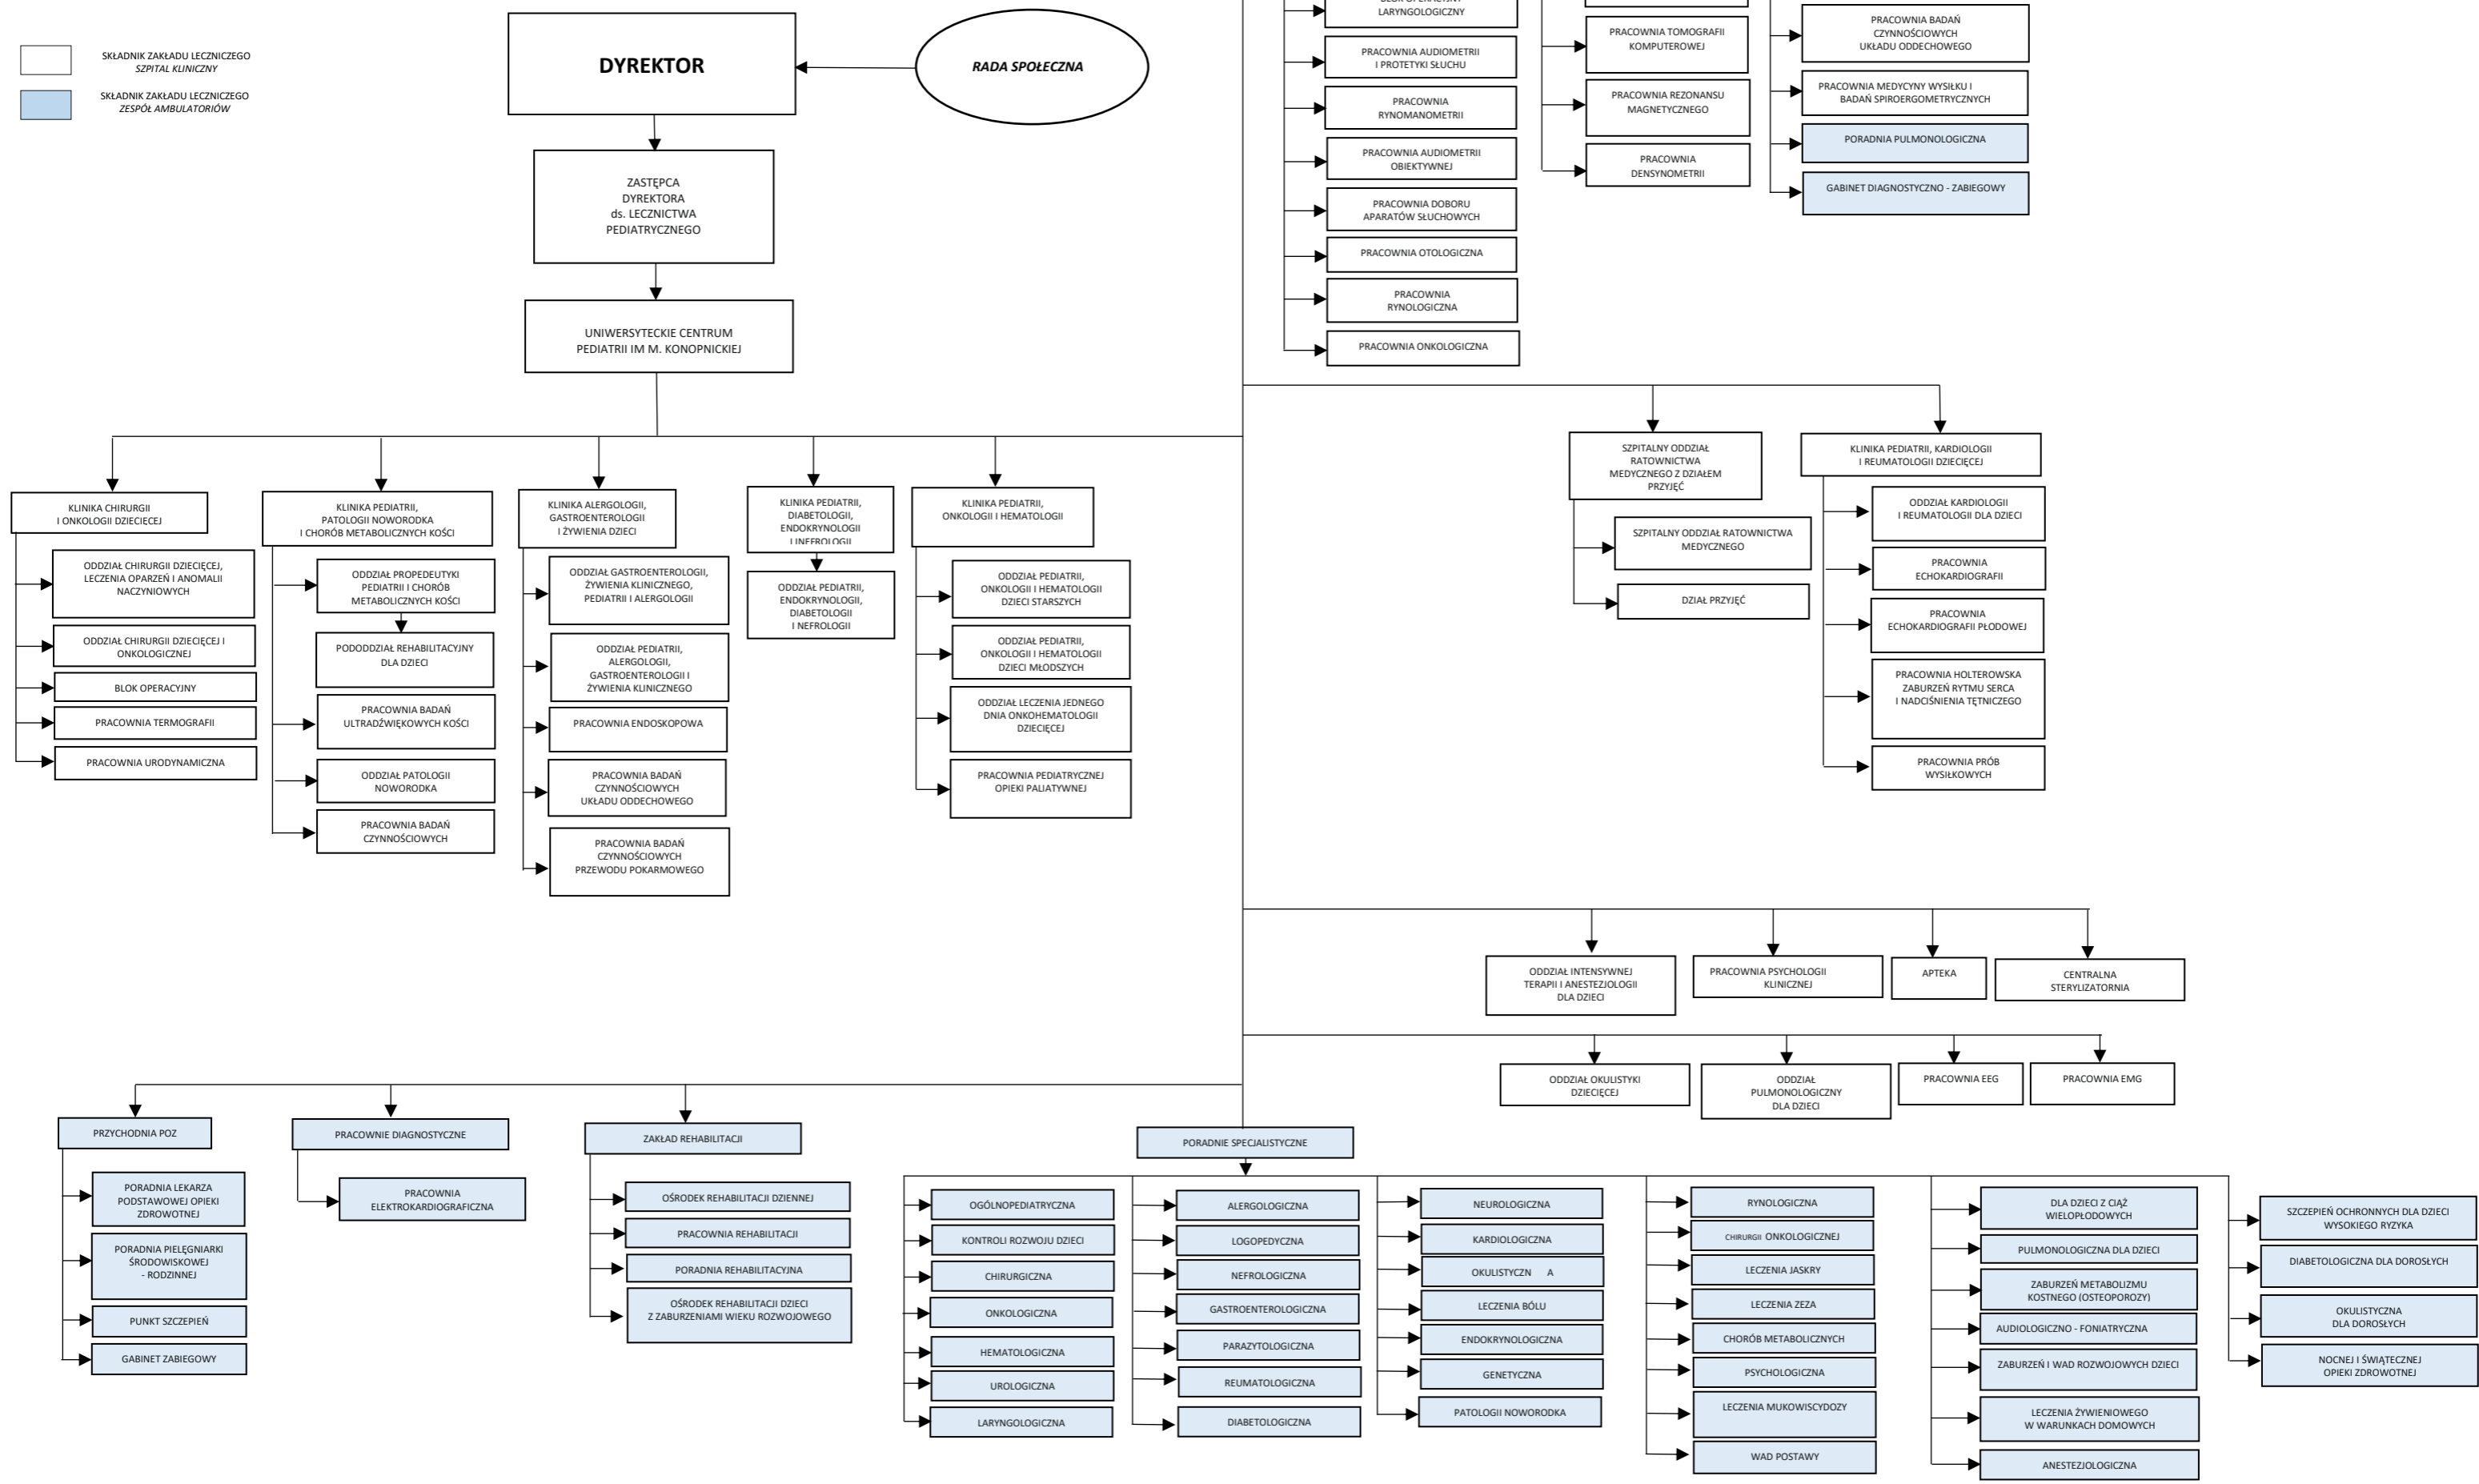 SKŁADNIK ZAKŁADU LECZNICZEGO
SZPITAL KLINICZNY
SKŁADNIK ZAKŁADU LECZNICZEGO
ZESPÓŁ AMBULATORIÓW
DYREKTOR
RADA SPOŁECZNA
ZASTĘPCA
DYREKTORA
ds. LECZNICTWA
PEDIATRYCZNEGO
UNIWERSYTECKIE CENTRUM
PEDIATRII IM M. KONOPNICKIEJ
LARYNGOLOGICZNY
PRACOWNIA AUDIOMETRII
I PROTETYKI SŁUCHU
PRACOWNIA
RYNOMANOMETRII
PRACOWNIA AUDIOMETRII
OBIEKTYWNEJ
PRACOWNIA DOBORU
APARATÓW SŁUCHOWYCH
PRACOWNIA OTOLOGICZNA
PRACOWNIA
RYNOLOGICZNA
PRACOWNIA ONKOLOGICZNA
PRACOWNIA TOMOGRAFII
KOMPUTEROWEJ
PRACOWNIA REZONANSU
MAGNETYCZNEGO
PRACOWNIA
DENSYNOMETRII
PRACOWNIA BADAŃ
CZYNNOŚCIOWYCH
UKŁADU ODDECHOWEGO
PRACOWNIA MEDYCYNY WYSIŁKU I
BADAŃ SPIROERGOMETRYCZNYCH
PORADNIA PULMONOLOGICZNA
GABINET DIAGNOSTYCZNO - ZABIEGOWY
KLINIKA CHIRURGII
I ONKOLOGII DZIECIECEJ
ODDZIAŁ CHIRURGII DZIECIĘCEJ,
LECZENIA OPARZEŃ I ANOMALII
NACZYNIOWYCH
ODDZIAŁ CHIRURGII DZIECIĘCEJ I
ONKOLOGICZNEJ
BLOK OPERACYJNY
PRACOWNIA TERMOGRAFII
PRACOWNIA URODYNAMICZNA
KLINIKA PEDIATRII,
PATOLOGII NOWORODKA
I CHORÓB METABOLICZNYCH KOŚCI
ODDZIAŁ PROPEDEUTYKI
PEDIATRII I CHORÓB
METABOLICZNYCH KOŚCI
PODODDZIAŁ REHABILITACYJNY
DLA DZIECI
PRACOWNIA BADAŃ
ULTRADŹWIĘKOWYCH KOŚCI
ODDZIAŁ PATOLOGII
NOWORODKA
PRACOWNIA BADAŃ
CZYNNOŚCIOWYCH
KLINIKA ALERGOLOGII,
GASTROENTEROLOGII
I ŻYWIENIA DZIECI
ODDZIAŁ GASTROENTEROLOGII,
ŻYWIENIA KLINICZNEGO,
PEDIATRII I ALERGOLOGII
ODDZIAŁ PEDIATRII,
ALERGOLOGII,
GASTROENTEROLOGII I
ŻYWIENIA KLINICZNEGO
PRACOWNIA ENDOSKOPOWA
PRACOWNIA BADAŃ
CZYNNOŚCIOWYCH
UKŁADU ODDECHOWEGO
PRACOWNIA BADAŃ
CZYNNOŚCIOWYCH
PRZEWODU POKARMOWEGO
KLINIKA PEDIATRII,
DIABETOLOGII,
ENDOKRYNOLOGII
I INEFROLOGII
ODDZIAŁ PEDIATRII,
ENDOKRYNOLOGII,
DIABETOLOGII
I NEFROLOGII
KLINIKA PEDIATRII,
ONKOLOGII I HEMATOLOGII
ODDZIAŁ PEDIATRII,
ONKOLOGII I HEMATOLOGII
DZIECI STARSZYCH
ODDZIAŁ PEDIATRII,
ONKOLOGII I HEMATOLOGII
DZIECI MŁODSZYCH
ODDZIAŁ LECZENIA JEDNEGO
DNIA ONKOHEMATOLOGII
DZIECIĘCEJ
PRACOWNIA PEDIATRYCZNEJ
OPIEKI PALIATYWNEJ
SZPITALNY ODDZIAŁ
RATOWNICTWA
MEDYCZNEGO Z DZIAŁEM
PRZYJĘĆ
SZPITALNY ODDZIAŁ RATOWNICTWA
MEDYCZNEGO
DZIAŁ PRZYJĘĆ
KLINIKA PEDIATRII, KARDIOLOGII
I REUMATOLOGII DZIECIĘCEJ
ODDZIAŁ KARDIOLOGII
I REUMATOLOGII DLA DZIECI
PRACOWNIA
ECHOKARDIOGRAFII
PRACOWNIA
ECHOKARDIOGRAFII PŁODOWEJ
PRACOWNIA HOLTEROWSKA
ZABURZEŃ RYTMU SERCA
I NADCIŚNIENIA TĘTNICZEGO
PRACOWNIA PRÓB
WYSIŁKOWYCH
ODDZIAŁ INTENSYWNEJ
TERAPII I ANESTEZJOLOGII
DLA DZIECI
PRACOWNIA PSYCHOLOGII
KLINICZNEJ
APTEKA
CENTRALNA
STERYLIZATORNIA
ODDZIAŁ OKULISTYKI
DZIECIĘCEJ
ODDZIAŁ
PULMONOLOGICZNY
DLA DZIECI
PRACOWNIA EEG
PRACOWNIA EMG
PRZYCHODNIA POZ
PORADNIA LEKARZA
PODSTAWOWEJ OPIEKI
ZDROWOTNEJ
PORADNIA PIELĘGNIARKI
ŚRODOWISKOWEJ
- RODZINNEJ
PUNKT SZCZEPIEŃ
GABINET ZABIEGOWY
PRACOWNIE DIAGNOSTYCZNE
PRACOWNIA
ELEKTROKARDIOGRAFICZNA
ZAKŁAD REHABILITACJI
OŚRODEK REHABILITACJI DZIENNEJ
PRACOWNIA REHABILITACJI
PORADNIA REHABILITACYJNA
OŚRODEK REHABILITACJI DZIECI
Z ZABURZENIAMI WIEKU ROZWOJOWEGO
PORADNIE SPECJALISTYCZNE
OGÓLNOPEDIATRYCZNA
KONTROLI ROZWOJU DZIECI
CHIRURGICZNA
ONKOLOGICZNA
HEMATOLOGICZNA
UROLOGICZNA
LARYNGOLOGICZNA
ALERGOLOGICZNA
LOGOPEDYCZNA
NEFROLOGICZNA
GASTROENTEROLOGICZNA
PARAZYTOLOGICZNA
REUMATOLOGICZNA
DIABETOLOGICZNA
NEUROLOGICZNA
KARDIOLOGICZNA
OKULISTYCZN A
LECZENIA BÓLU
ENDOKRYNOLOGICZNA
GENETYCZNA
PATOLOGII NOWORODKA
RYNOLOGICZNA
CHIRURGII ONKOLOGICZNEJ
LECZENIA JASKRY
LECZENIA ZEZA
CHORÓB METABOLICZNYCH
PSYCHOLOGICZNA
LECZENIA MUKOWISCYDOZY
WAD POSTAWY
DLA DZIECI Z CIĄŻ
WIELOPŁODOWYCH
PULMONOLOGICZNA DLA DZIECI
ZABURZEŃ METABOLIZMU
KOSTNEGO (OSTEOPOROZY)
AUDIOLOGICZNO - FONIATRYCZNA
ZABURZEŃ I WAD ROZWOJOWYCH DZIECI
LECZENIA ŻYWIENIOWEGO
W WARUNKACH DOMOWYCH
ANESTEZJOLOGICZNA
SZCZEPIEŃ OCHRONNYCH DLA DZIECI
WYSOKIEGO RYZYKA
DIABETOLOGICZNA DLA DOROSŁYCH
OKULISTYCZNA
DLA DOROSŁYCH
NOCNEJ I ŚWIĄTECZNEJ
OPIEKI ZDROWOTNEJ